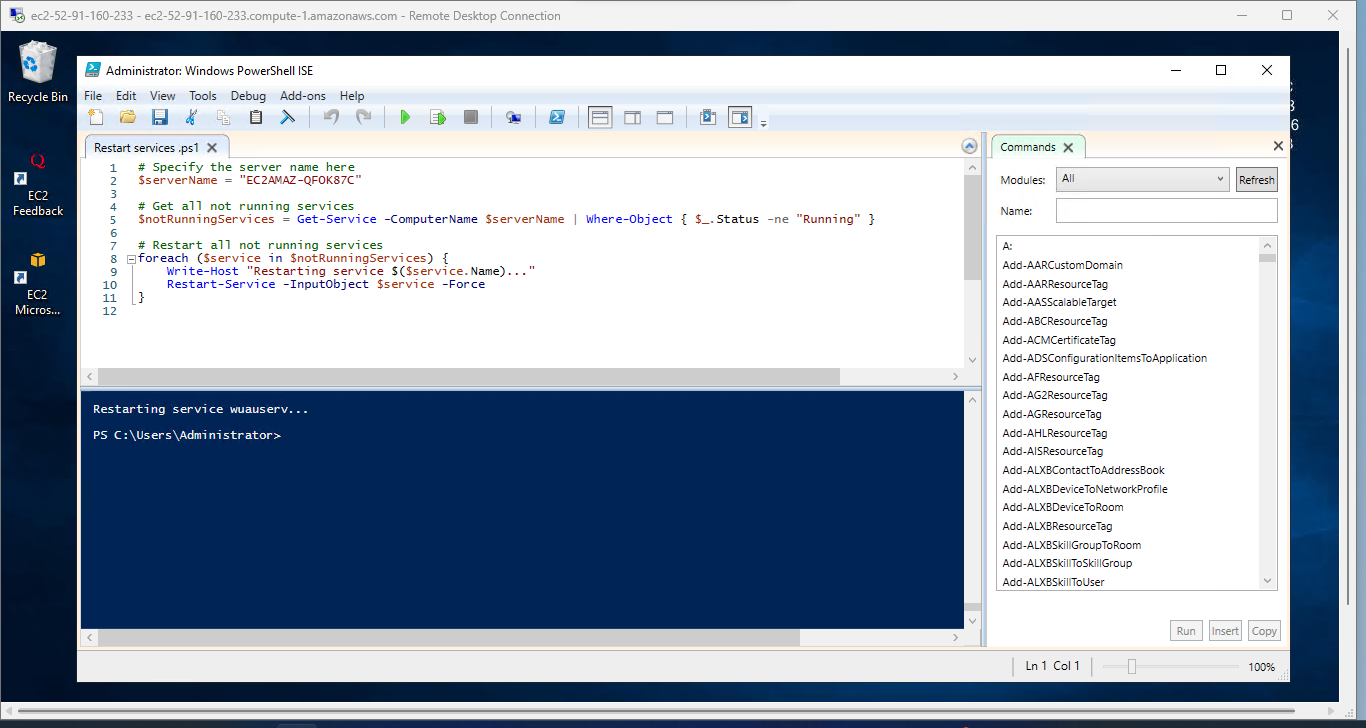 ec2-52-91-160-233 - ec2-52-91-160-233.compute-1.amazonaws.com - Remote Desktop Connection
Recycle Bin
EC2
Feedback
EC2
Micros...
Administrator: Windows PowerShell ISE
File Edit View Tools Debug Add-ons Help
Restart services .ps1
1 # Specify the server name here
2 $serverName = "EC2AMAZ-QFOK87C"
3
4 # Get all not running services
5 $notRunningServices = Get-Service -ComputerName $serverName | Where-Object { $_.Status -ne "Running" }
6
7 # Restart all not running services
8 foreach ($service in $notRunningServices) {
9 Write-Host "Restarting service $($service.Name)..."
10 Restart-Service -InputObject $service -Force
11 }
12
Restarting service wuauserv...
PS C:\Users\Administrator>
Commands
Modules: All Refresh
Name:
A:
Add-AARCustomDomain
Add-AARResourceTag
Add-AASScalableTarget
Add-ABCResourceTag
Add-ACMCertificateTag
Add-ADSConfigurationItemsToApplication
Add-AFResourceTag
Add-AG2ResourceTag
Add-AGResourceTag
Add-AHLResourceTag
Add-AISResourceTag
Add-ALXBContactToAddressBook
Add-ALXBDeviceToNetworkProfile
Add-ALXBDeviceToRoom
Add-ALXBResourceTag
Add-ALXBSkillGroupToRoom
Add-ALXBSkillToSkillGroup
Add-ALXBSkillToUser
Run Insert Copy
Ln 1 Col 1 100%